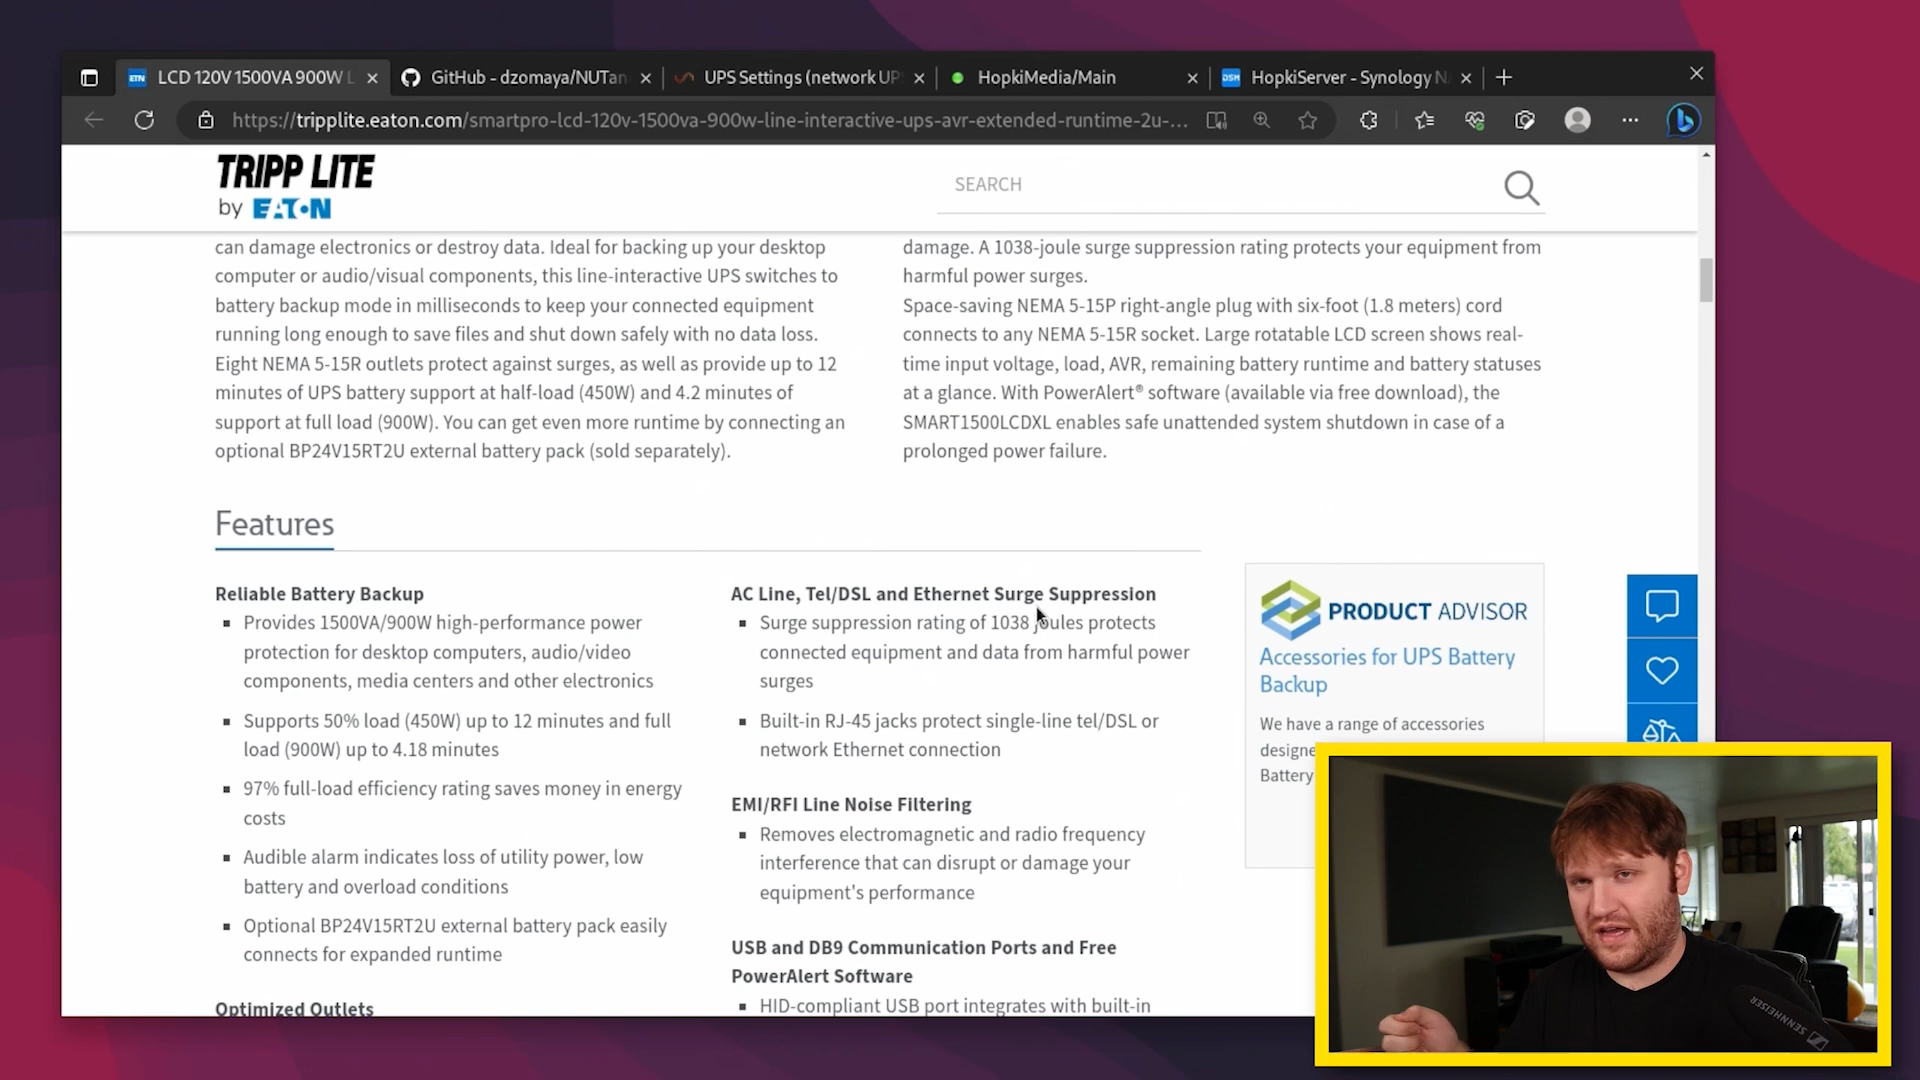 LCD 120V 1500VA 900W L
GitHub - dzomaya/NUTan
UPS Settings (network UP
HopkiMedia/Main
HopkiServer - Synology N
https://tripplite.eaton.com/smartpro-lcd-120v-1500va-900w-line-interactive-ups-avr-extended-runtime-2u-...
TRIPP LITE
by EATON
SEARCH
can damage electronics or destroy data. Ideal for backing up your desktop
computer or audio/visual components, this line-interactive UPS switches to
battery backup mode in milliseconds to keep your connected equipment
running long enough to save files and shut down safely with no data loss.
Eight NEMA 5-15R outlets protect against surges, as well as provide up to 12
minutes of UPS battery support at half-load (450W) and 4.2 minutes of
support at full load (900W). You can get even more runtime by connecting an
optional BP24V15RT2U external battery pack (sold separately).
damage. A 1038-joule surge suppression rating protects your equipment from
harmful power surges.
Space-saving NEMA 5-15P right-angle plug with six-foot (1.8 meters) cord
connects to any NEMA 5-15R socket. Large rotatable LCD screen shows real-
time input voltage, load, AVR, remaining battery runtime and battery statuses
at a glance. With PowerAlert® software (available via free download), the
SMART1500LCDXL enables safe unattended system shutdown in case of a
prolonged power failure.
Features
Reliable Battery Backup
Provides 1500VA/900W high-performance power
protection for desktop computers, audio/video
components, media centers and other electronics
Supports 50% load (450W) up to 12 minutes and full
load (900W) up to 4.18 minutes
97% full-load efficiency rating saves money in energy
costs
Audible alarm indicates loss of utility power, low
battery and overload conditions
Optional BP24V15RT2U external battery pack easily
connects for expanded runtime
Optimized Outlets
AC Line, Tel/DSL and Ethernet Surge Suppression
Surge suppression rating of 1038 joules protects
connected equipment and data from harmful power
surges
Built-in RJ-45 jacks protect single-line tel/DSL or
network Ethernet connection
EMI/RFI Line Noise Filtering
Removes electromagnetic and radio frequency
interference that can disrupt or damage your
equipment's performance
USB and DB9 Communication Ports and Free
PowerAlert Software
HID-compliant USB port integrates with built-in
PRODUCT ADVISOR
Accessories for UPS Battery
Backup
We have a range of accessories
designe
Battery
SENNHEISER